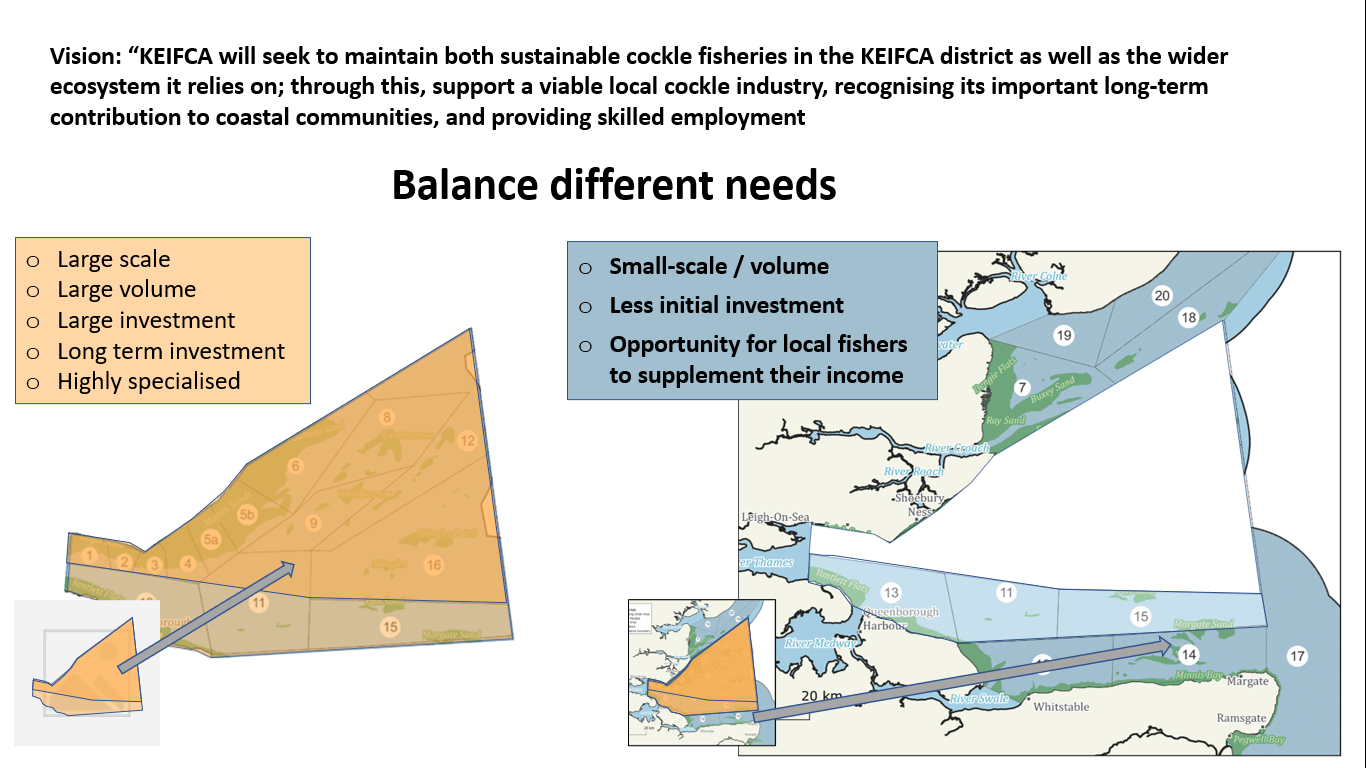 Vision: “KEIFCA will seek to maintain both sustainable cockle fisheries in the KEIFCA district as well as the wider
ecosystem it relies on; through this, support a viable local cockle industry, recognising its important long-term
contribution to coastal communities, and providing skilled employment
Balance different needs
o Large scale
o Large volume
o Large investment
o Long term investment
o Highly specialised
o Small-scale / volume
o Less initial investment
o Opportunity for local fishers
to supplement their income
8
12
6
5b
9
5a
16
1
2
3
4
11
15
Margate Sand
River Colne
20
18
19
7
Buxey Sand
Ray Sand
River Crouch
River Roach
Shoebury
Ness
Leigh-On-Sea
er Thames
Yantlett Flats
13
11
15
Queenborough
Harbour
Margate Sand
River Medway
14
17
Minnis Bay
Margate
20 km
River Swale
Whitstable
Ramsgate
Pegwell Bay